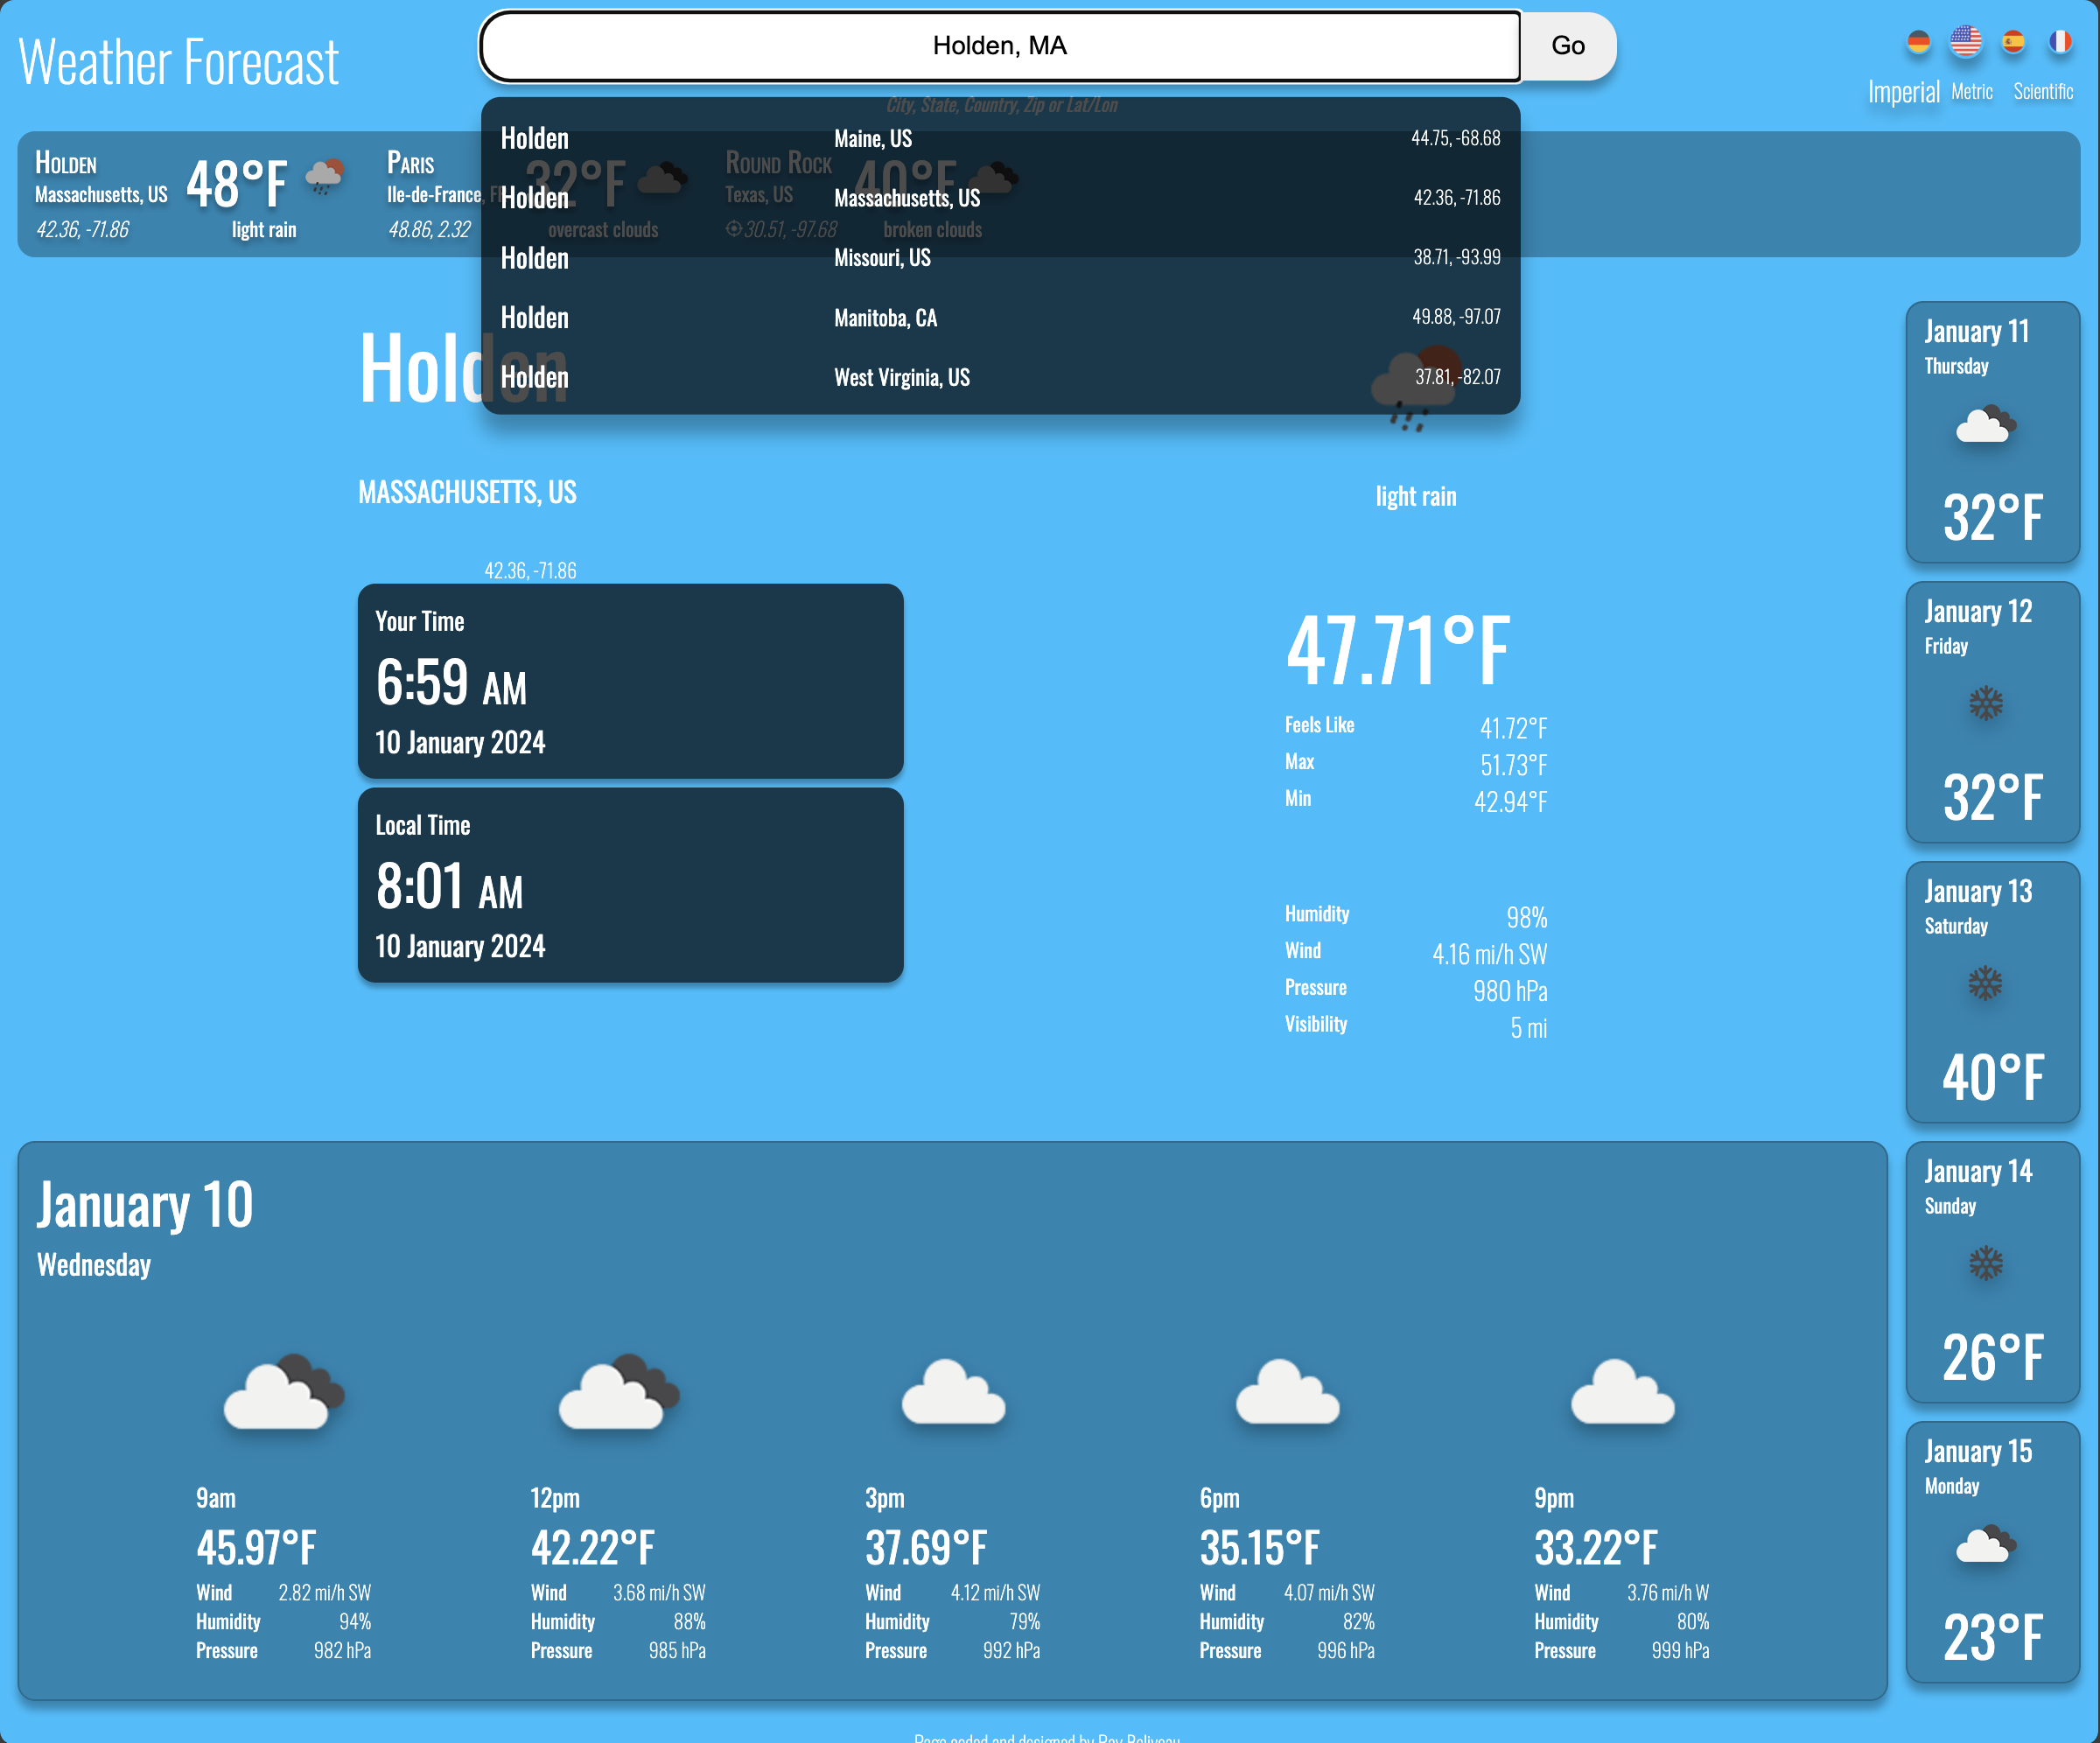 Weather Forecast
Holden, MA
Go
Imperial Metric Scientific
City, State, Country, Zip or Lat/Lon
Holden Maine, US 44.75, -68.68
Holden Massachusetts, US 42.36, -71.86
Holden Missouri, US 38.71, -93.99
Holden Manitoba, CA 49.88, -97.07
Holden West Virginia, US 37.81, -82.07
Holden
Massachusetts, US
42.36, -71.86
48°F
light rain
Paris
Ile-de-France, FR
48.86, 2.32
32°F
overcast clouds
Round Rock
Texas, US
30.51, -97.68
40°F
broken clouds
Holden
MASSACHUSETTS, US
42.36, -71.86
light rain
Your Time
6:59 AM
10 January 2024
Local Time
8:01 AM
10 January 2024
47.71°F
Feels Like 41.72°F
Max 51.73°F
Min 42.94°F
Humidity 98%
Wind 4.16 mi/h SW
Pressure 980 hPa
Visibility 5 mi
January 11
Thursday
32°F
January 12
Friday
32°F
January 13
Saturday
40°F
January 14
Sunday
26°F
January 15
Monday
23°F
January 10
Wednesday
9am
45.97°F
Wind 2.82 mi/h SW
Humidity 94%
Pressure 982 hPa
12pm
42.22°F
Wind 3.68 mi/h SW
Humidity 88%
Pressure 985 hPa
3pm
37.69°F
Wind 4.12 mi/h SW
Humidity 79%
Pressure 992 hPa
6pm
35.15°F
Wind 4.07 mi/h SW
Humidity 82%
Pressure 996 hPa
9pm
33.22°F
Wind 3.76 mi/h W
Humidity 80%
Pressure 999 hPa
Page coded and designed by Ray Beliveau